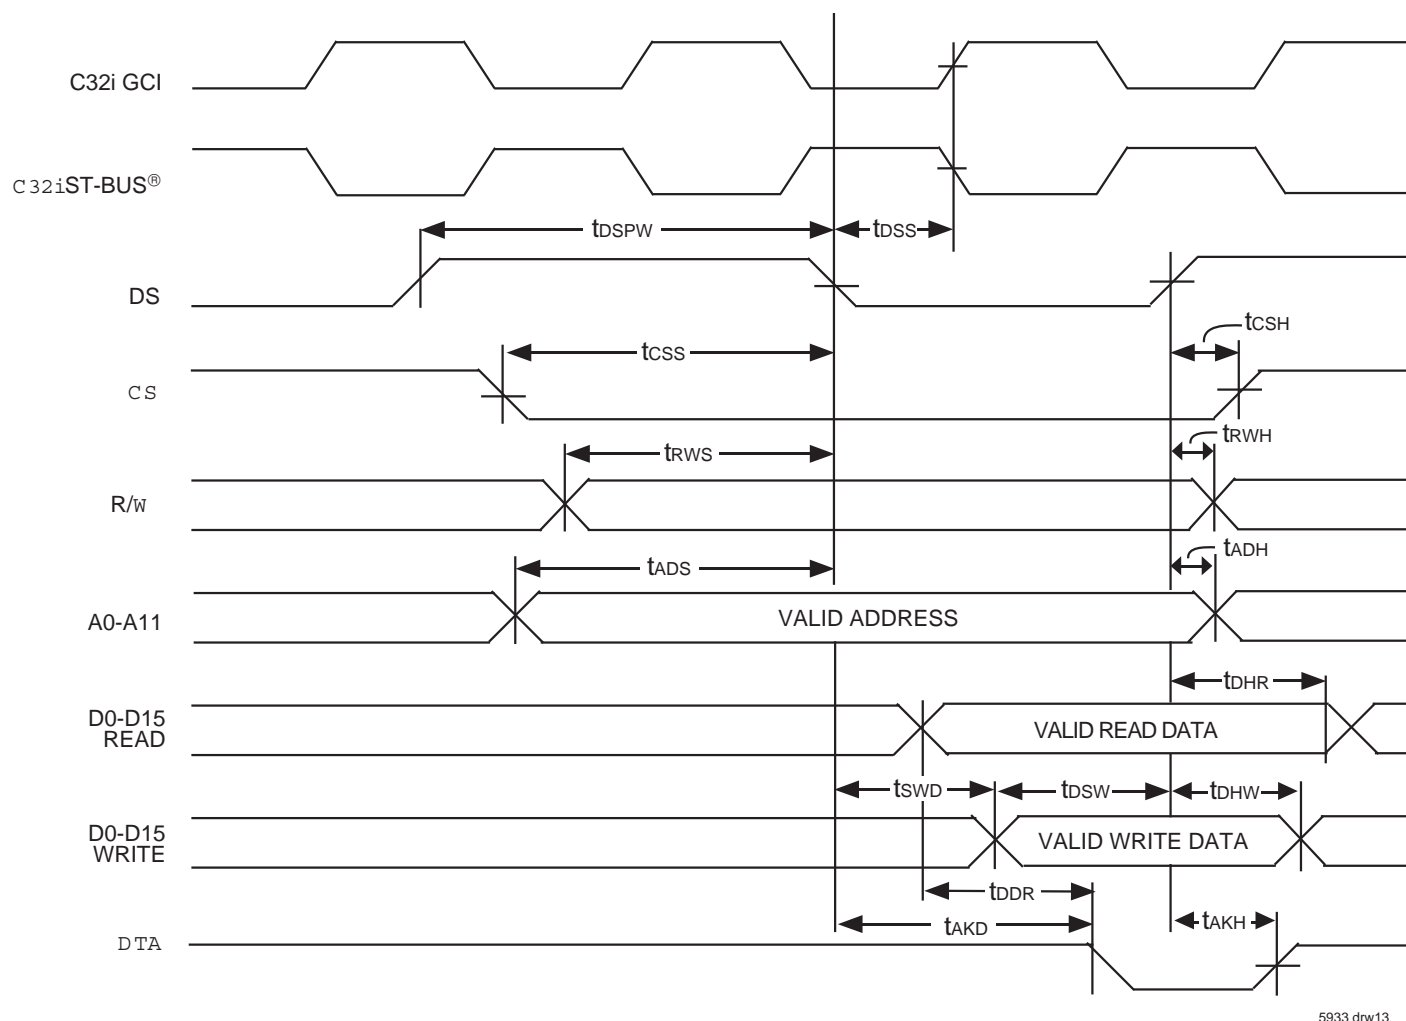 C32i GCI
C32iST-BUS®
tDSPW
tDSS
DS
tCSH
tCSS
CS
tRWH
tRWS
R/W
tADH
tADS
A0-A11
VALID ADDRESS
tDHR
D0-D15
READ
VALID READ DATA
tSWD
tDSW
tDHW
D0-D15
WRITE
VALID WRITE DATA
tDDR
tAKD
tAKH
DTA
5933 drw13